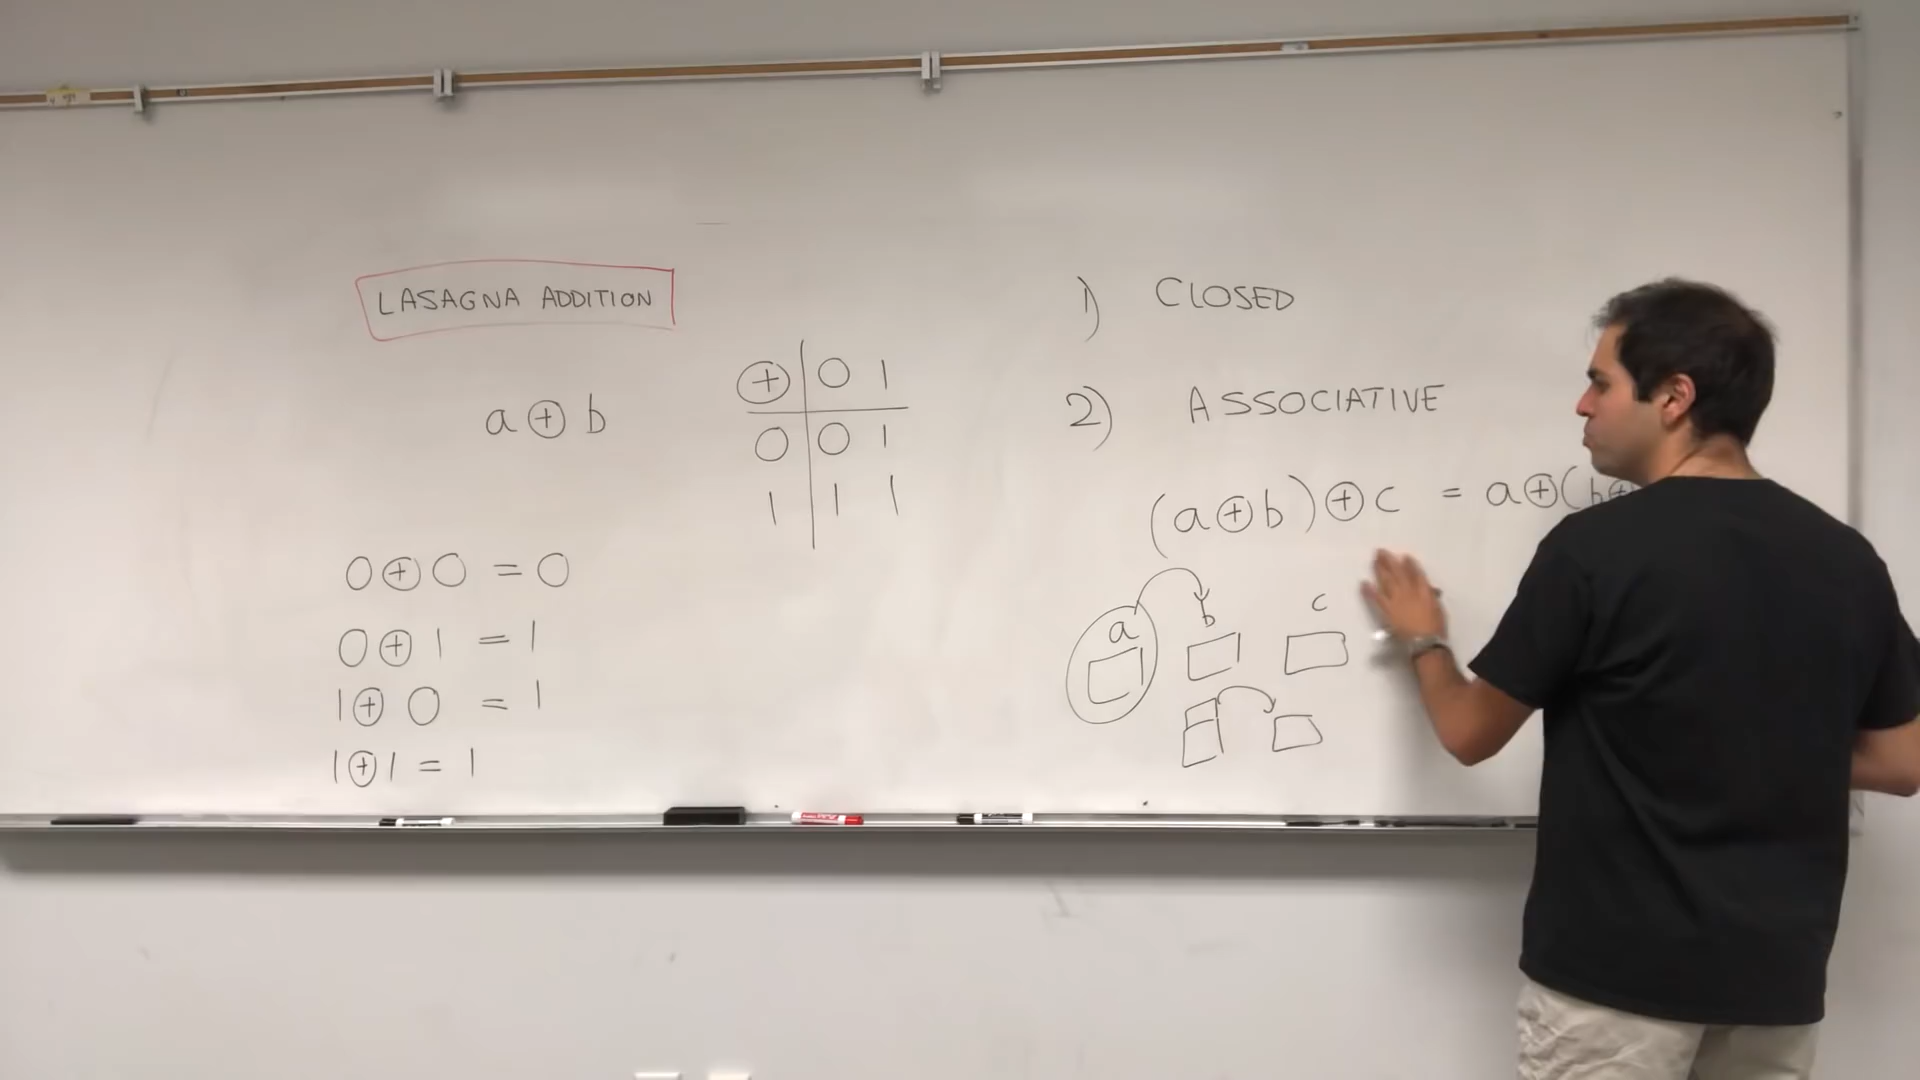 LASAGNA ADDITION
a ⊕ b
⊕ 0 1
0 0 1
1 1 1
0 ⊕ 0 = 0
0 ⊕ 1 = 1
1 ⊕ 0 = 1
1 ⊕ 1 = 1
1) CLOSED
2) ASSOCIATIVE
(a ⊕ b) ⊕ c = a ⊕ (b ⊕
a b c